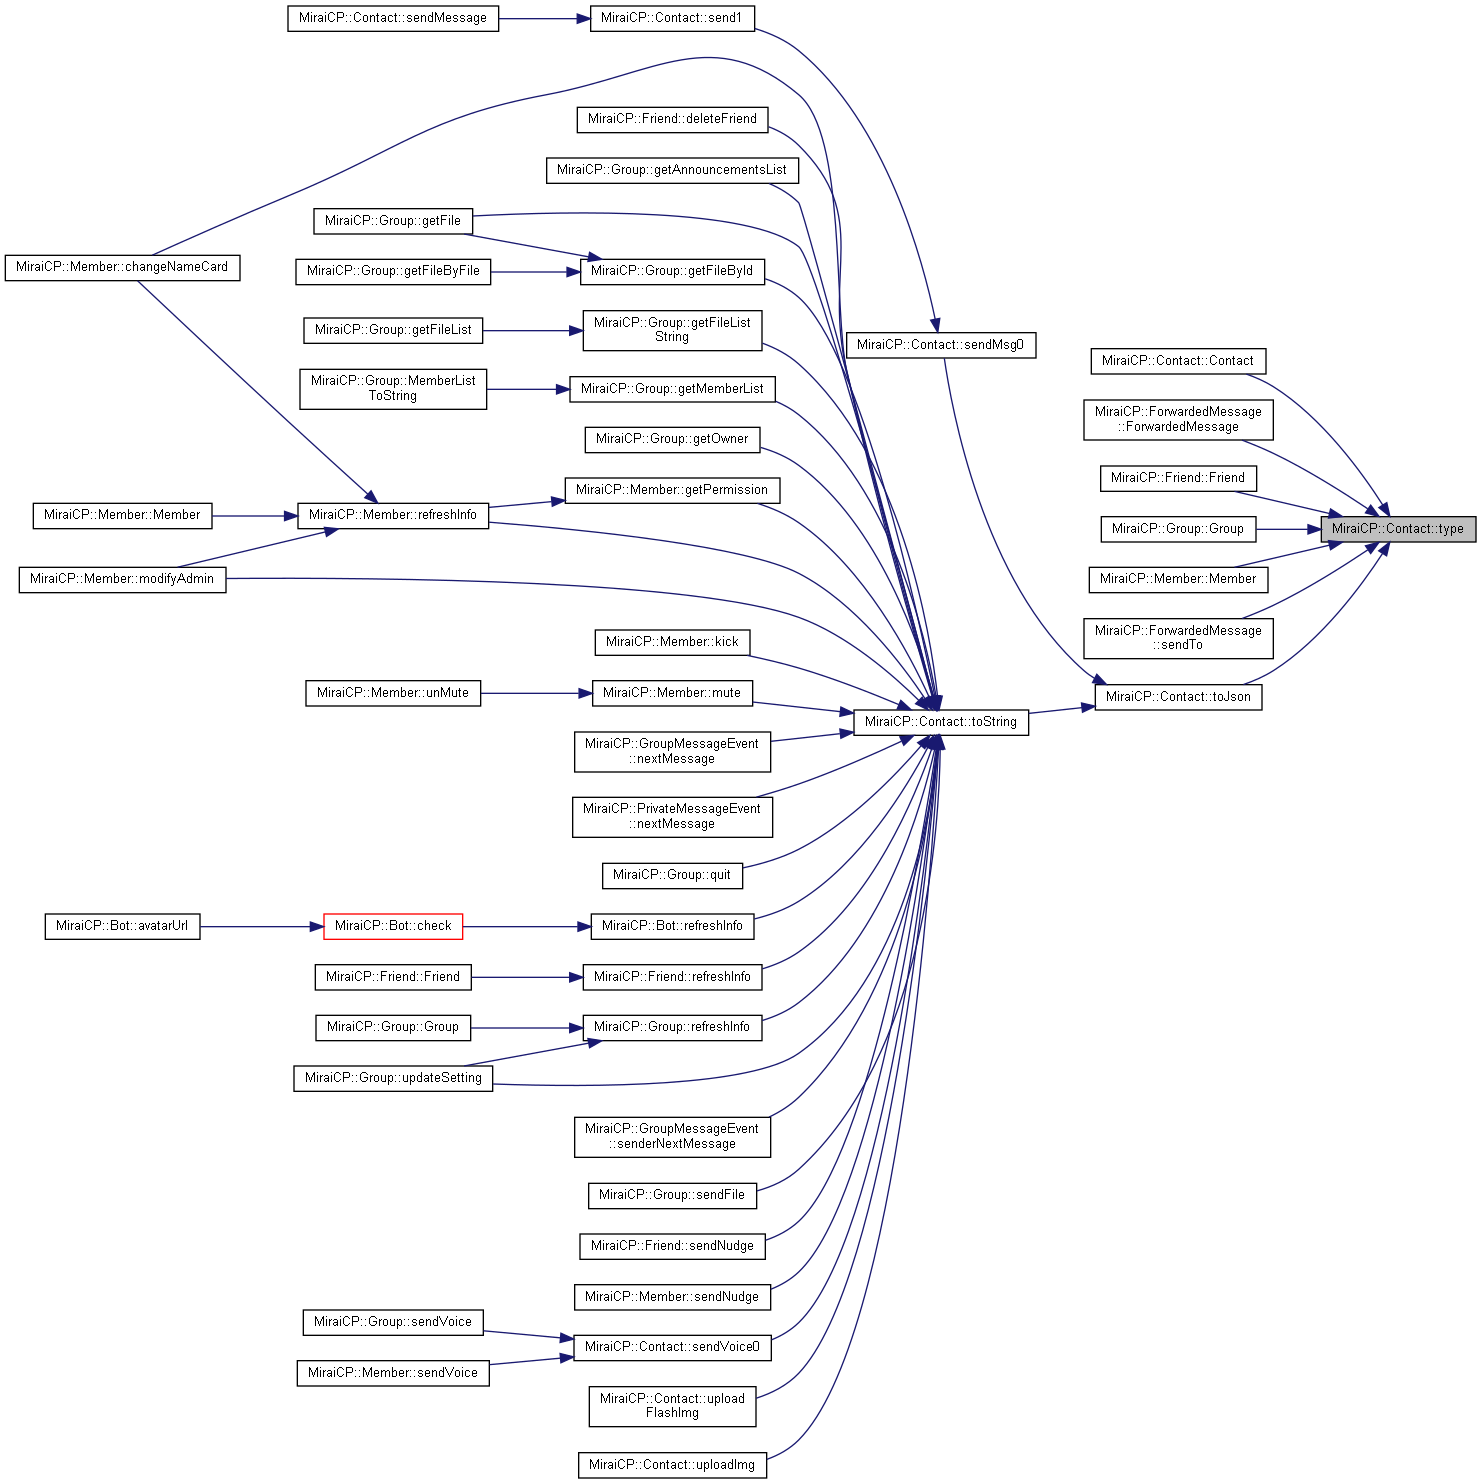 MiraiCP::Contact::sendMessage
MiraiCP::Contact::send1
MiraiCP::Friend::deleteFriend
MiraiCP::Group::getAnnouncementsList
MiraiCP::Group::getFile
MiraiCP::Member::changeNameCard
MiraiCP::Group::getFileByFile
MiraiCP::Group::getFileById
MiraiCP::Group::getFileList
MiraiCP::Group::getFileList
String
MiraiCP::Contact::sendMsg0
MiraiCP::Contact::Contact
MiraiCP::Group::MemberList
ToString
MiraiCP::Group::getMemberList
MiraiCP::ForwardedMessage
::ForwardedMessage
MiraiCP::Group::getOwner
MiraiCP::Friend::Friend
MiraiCP::Member::getPermission
MiraiCP::Member::Member
MiraiCP::Member::refreshInfo
MiraiCP::Group::Group
MiraiCP::Contact::type
MiraiCP::Member::modifyAdmin
MiraiCP::Member::Member
MiraiCP::ForwardedMessage
::sendTo
MiraiCP::Member::kick
MiraiCP::Member::unMute
MiraiCP::Member::mute
MiraiCP::Contact::toJson
MiraiCP::Contact::toString
MiraiCP::GroupMessageEvent
::nextMessage
MiraiCP::PrivateMessageEvent
::nextMessage
MiraiCP::Group::quit
MiraiCP::Bot::avatarUrl
MiraiCP::Bot::check
MiraiCP::Bot::refreshInfo
MiraiCP::Friend::Friend
MiraiCP::Friend::refreshInfo
MiraiCP::Group::Group
MiraiCP::Group::refreshInfo
MiraiCP::Group::updateSetting
MiraiCP::GroupMessageEvent
::senderNextMessage
MiraiCP::Group::sendFile
MiraiCP::Friend::sendNudge
MiraiCP::Member::sendNudge
MiraiCP::Group::sendVoice
MiraiCP::Contact::sendVoice0
MiraiCP::Member::sendVoice
MiraiCP::Contact::upload
FlashImg
MiraiCP::Contact::uploadImg